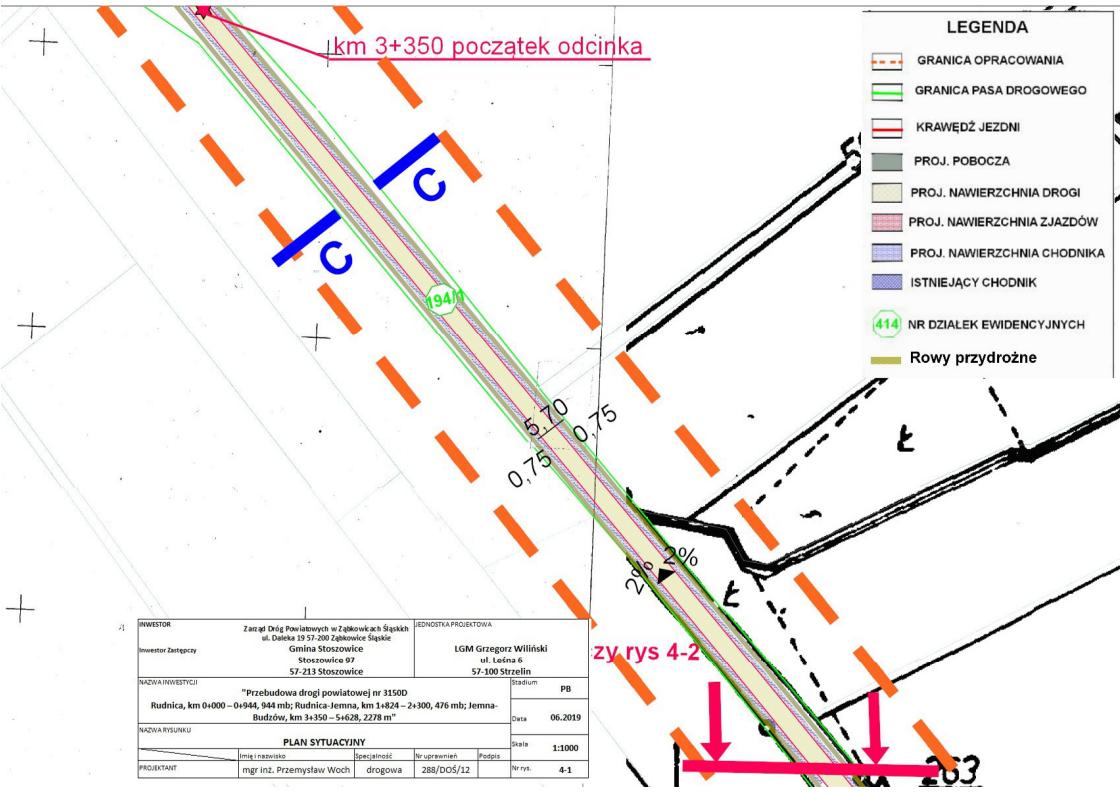 km 3+350 początek odcinka
LEGENDA
GRANICA OPRACOWANIA
GRANICA PASA DROGOWEGO
KRAWĘDŹ JEZDNI
PROJ. POBOCZA
PROJ. NAWIERZCHNIA DROGI
PROJ. NAWIERZCHNIA ZJAZDÓW
PROJ. NAWIERZCHNIA CHODNIKA
ISTNIEJĄCY CHODNIK
414 NR DZIAŁEK EWIDENCYJNYCH
Rowy przydrożne
C
C
194/1
5,70
0,75
0,75
Ł
2%
2%
Ł
zy rys 4-2
263
INWESTOR
Zarząd Dróg Powiatowych w Ząbkowicach Śląskich
ul. Daleka 19 57-200 Ząbkowice Śląskie
Inwestor Zastępczy
Gmina Stoszowice
Stoszowice 97
57-213 Stoszowice
JEDNOSTKA PROJEKTOWA
LGM Grzegorz Wiliński
ul. Leśna 6
57-100 Strzelin
NAZWA INWESTYCJI
"Przebudowa drogi powiatowej nr 3150D
Rudnica, km 0+000 – 0+944, 944 mb; Rudnica-Jemna, km 1+824 – 2+300, 476 mb; Jemna-
Budzów, km 3+350 – 5+628, 2278 m"
Stadium PB
Data 06.2019
NAZWA RYSUNKU
PLAN SYTUACYJNY
Skala 1:1000
Imię i nazwisko Specjalność Nr uprawnień Podpis
PROJEKTANT mgr inż. Przemysław Woch drogowa 288/DOŚ/12
Nr rys. 4-1